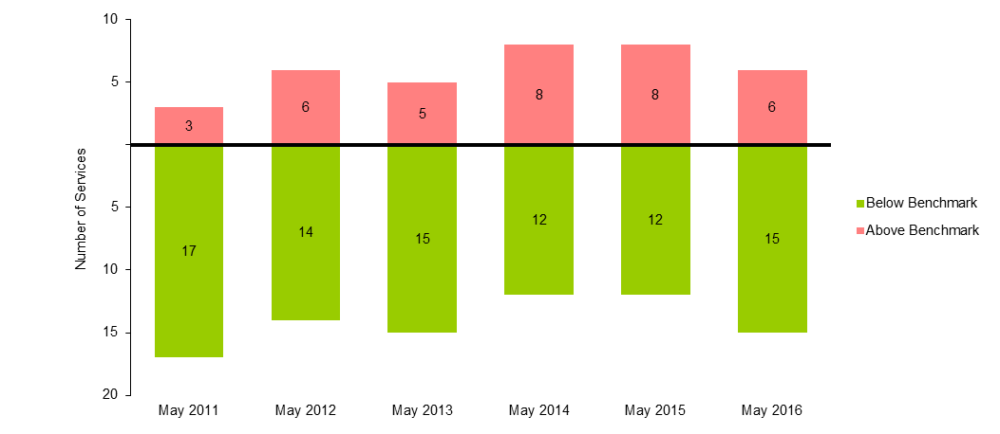 10
5
5
10
15
20
Number of Services
3
6
5
8
8
6
17
14
15
12
12
15
May 2011
May 2012
May 2013
May 2014
May 2015
May 2016
Below Benchmark
Above Benchmark